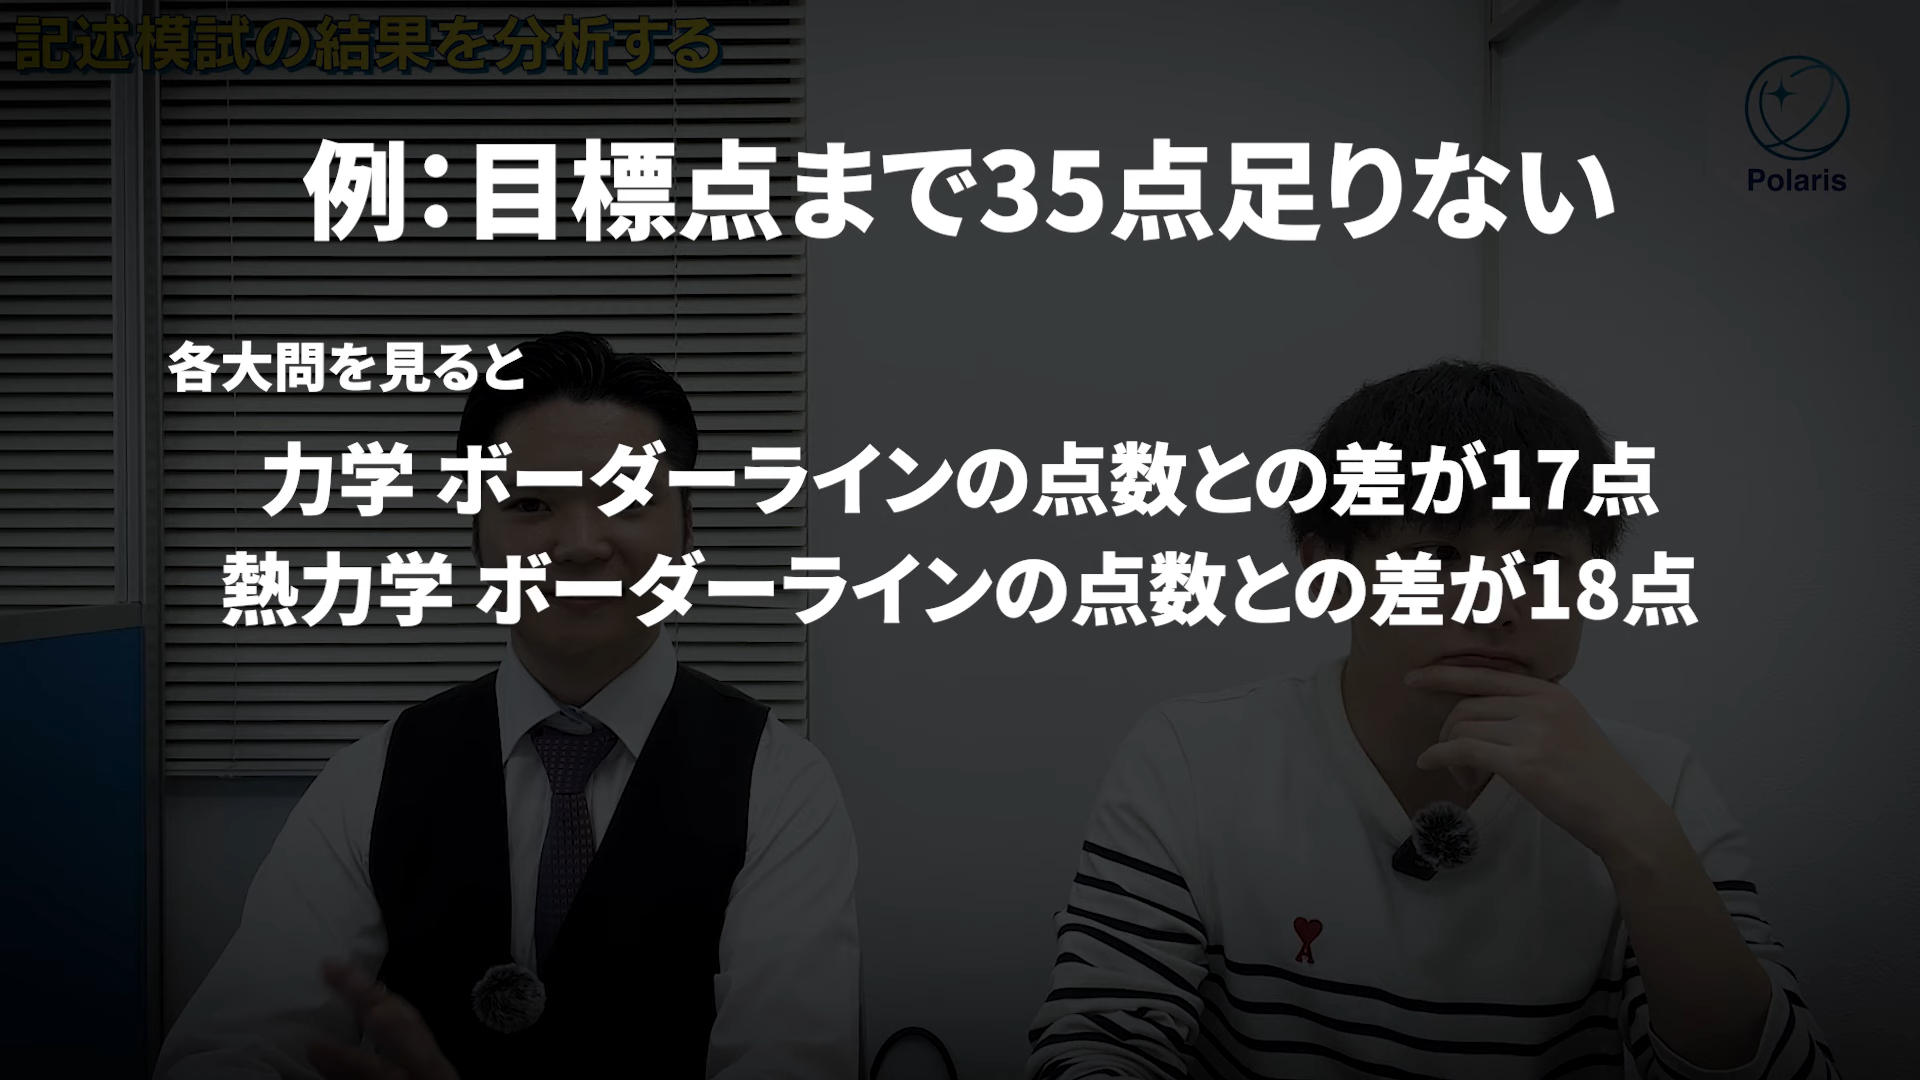 記述模試の結果を分析する
Polaris
例：目標点まで35点足りない
各大問を見ると
力学 ボーダーラインの点数との差が17点
熱力学 ボーダーラインの点数との差が18点